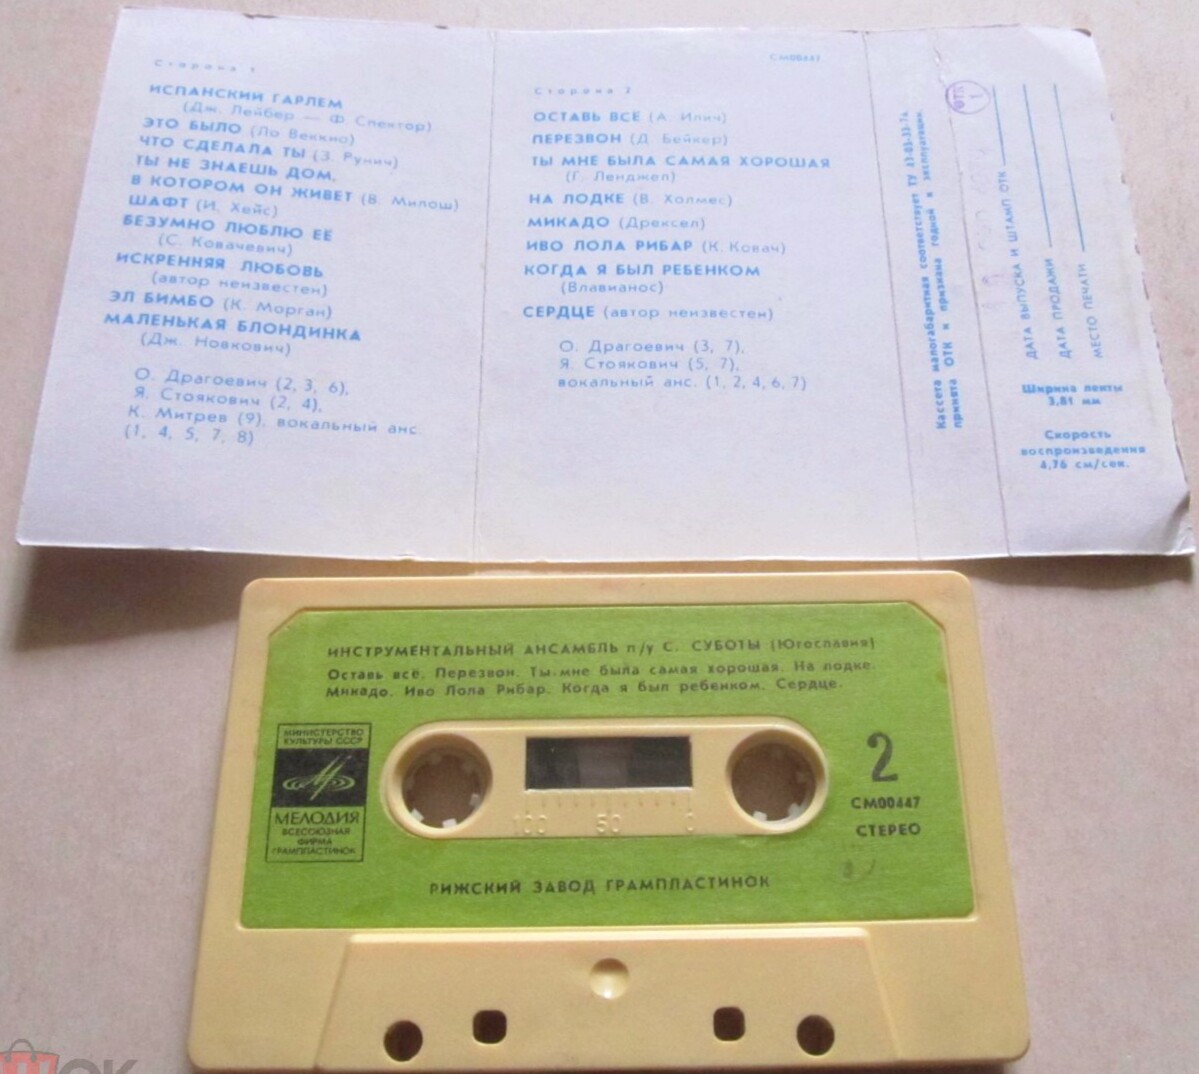 Сторона 1
ИСПАНСКИЙ ГАРЛЕМ
(Дж. Лейбер — Ф. Спектор)
ЭТО БЫЛО (Ло Веккио)
ЧТО СДЕЛАЛА ТЫ (З. Рунич)
ТЫ НЕ ЗНАЕШЬ ДОМ,
В КОТОРОМ ОН ЖИВЕТ (В. Милош)
ШАФТ (И. Хейс)
БЕЗУМНО ЛЮБЛЮ ЕЕ
(С. Ковачевич)
ИСКРЕННЯЯ ЛЮБОВЬ
(автор неизвестен)
ЭЛ БИМБО (К. Морган)
МАЛЕНЬКАЯ БЛОНДИНКА
(Дж. Новкович)
О. Драгоевич (2, 3, 6),
Я. Стоякович (2, 4),
К. Митрев (9), вокальный анс.
(1, 4, 5, 7, 8)
СМ00447
Сторона 2
ОСТАВЬ ВСЁ (А. Илич)
ПЕРЕЗВОН (Д. Бейкер)
ТЫ МНЕ БЫЛА САМАЯ ХОРОШАЯ
(Г. Ленджел)
НА ЛОДКЕ (В. Холмес)
МИКАДО (Дрексел)
ИВО ЛОЛА РИБАР (К. Ковач)
КОГДА Я БЫЛ РЕБЕНКОМ
(Влавианос)
СЕРДЦЕ (автор неизвестен)
О. Драгоевич (3, 7),
Я. Стоякович (5, 7),
вокальный анс. (1, 2, 4, 6, 7)
Кассета малогабаритная соответствует ТУ 43-05-33-74
принята ОТК и признана годной к эксплуатации.
ОТК
1
ДАТА ВЫПУСКА И ШТАМП ОТК
ДАТА ПРОДАЖИ
МЕСТО ПЕЧАТИ
Ширина ленты
3,81 мм
Скорость
воспроизведения
4,76 см/сек.
ИНСТРУМЕНТАЛЬНЫЙ АНСАМБЛЬ п/у С. СУБОТЫ (Югославия)
Оставь всё. Перезвон. Ты мне была самая хорошая. На лодке.
Микадо. Иво Лола Рибар. Когда я был ребенком. Сердце.
МИНИСТЕРСТВО
КУЛЬТУРЫ СССР
МЕЛОДИЯ
ВСЕСОЮЗНАЯ
ФИРМА
ГРАМПЛАСТИНОК
100 50 0
2
СМ00447
СТЕРЕО
РИЖСКИЙ ЗАВОД ГРАМПЛАСТИНОК